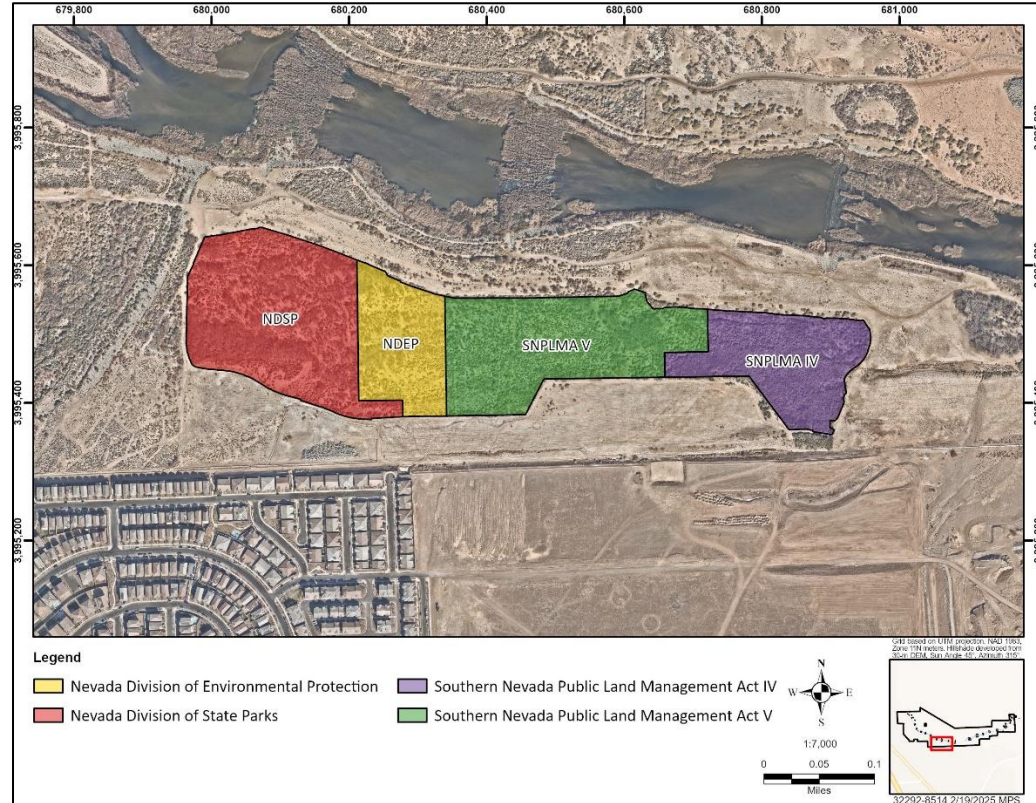 679,800 680,000 680,200 680,400 680,600 680,800 681,000
3,995,800
3,995,600
3,995,400
3,995,200
NDSP
NDEP
SNPLMA V
SNPLMA IV
Legend
Nevada Division of Environmental Protection
Southern Nevada Public Land Management Act IV
Nevada Division of State Parks
Southern Nevada Public Land Management Act V
N
W E
S
1:7,000
0 0.05 0.1
Miles
Grid based on UTM projection, NAD 1983,
Zone 11N meters. Hillshade developed from
30-m DEM, Sun Angle 45°, Azimuth 315°.
32292-8514 2/19/2025 MPS